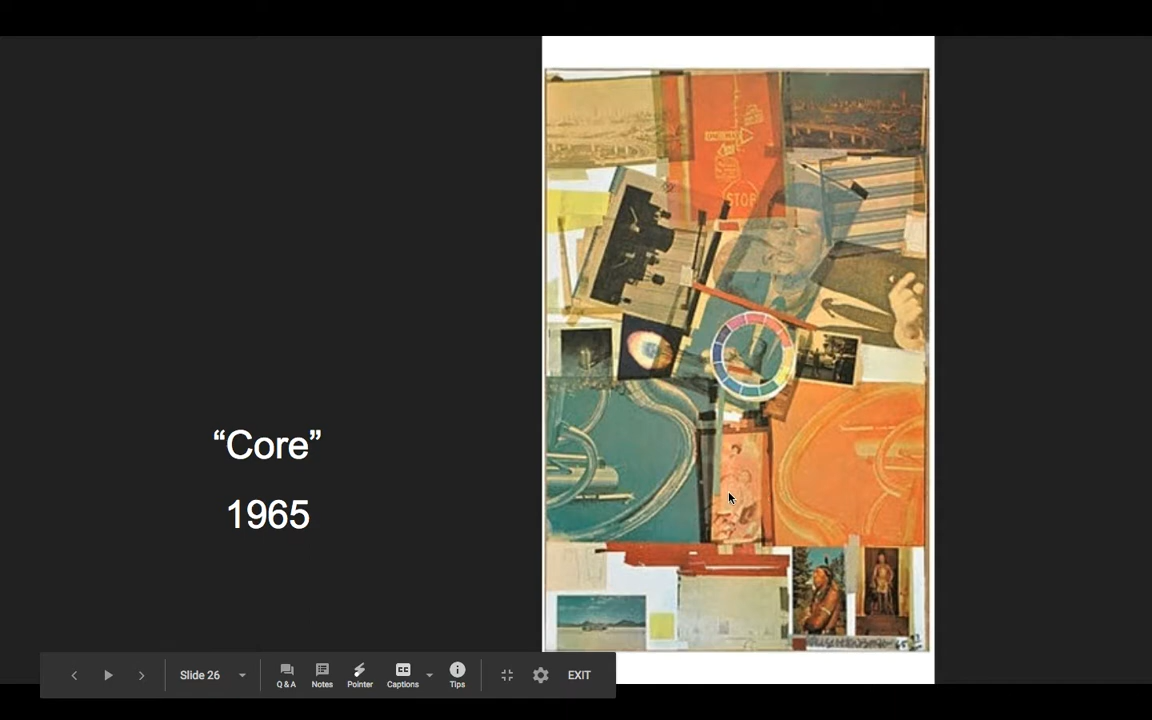 STOP
“Core”
1965
Slide 26
Q & A
Notes
Pointer
Captions
Tips
EXIT